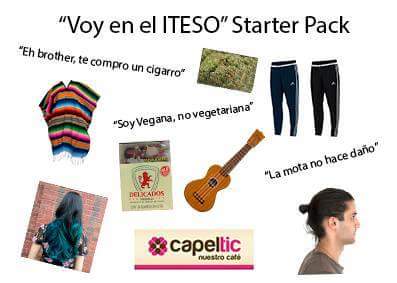 “Voy en el ITESO” Starter Pack
“Eh brother, te compro un cigarro”
“Soy Vegana, no vegetariana”
“La mota no hace daño”
DELICADOS
capeltic
nuestro café